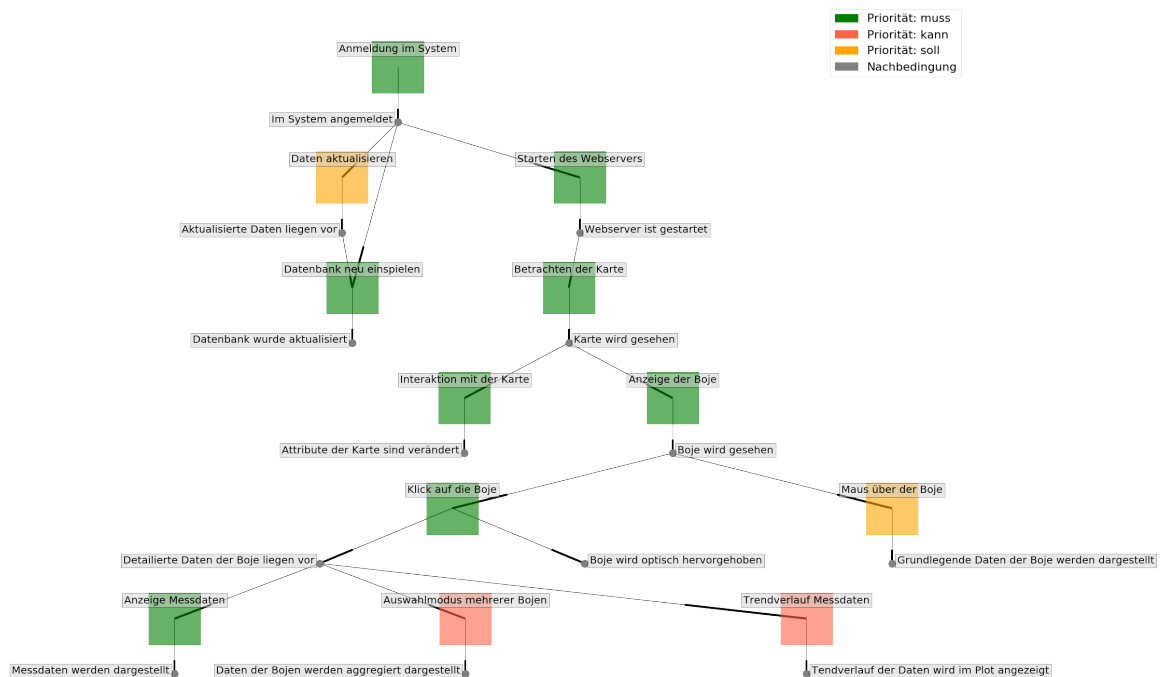 Priorität: muss
Priorität: kann
Priorität: soll
Nachbedingung
Anmeldung im System
Im System angemeldet
Daten aktualisieren
Starten des Webservers
Aktualisierte Daten liegen vor
Webserver ist gestartet
Datenbank neu einspielen
Betrachten der Karte
Datenbank wurde aktualisiert
Karte wird gesehen
Interaktion mit der Karte
Anzeige der Boje
Attribute der Karte sind verändert
Boje wird gesehen
Klick auf die Boje
Maus über der Boje
Detailierte Daten der Boje liegen vor
Boje wird optisch hervorgehoben
Grundlegende Daten der Boje werden dargestellt
Anzeige Messdaten
Auswahlmodus mehrerer Bojen
Trendverlauf Messdaten
Messdaten werden dargestellt
Daten der Bojen werden aggregiert dargestellt
Tendverlauf der Daten wird im Plot angezeigt